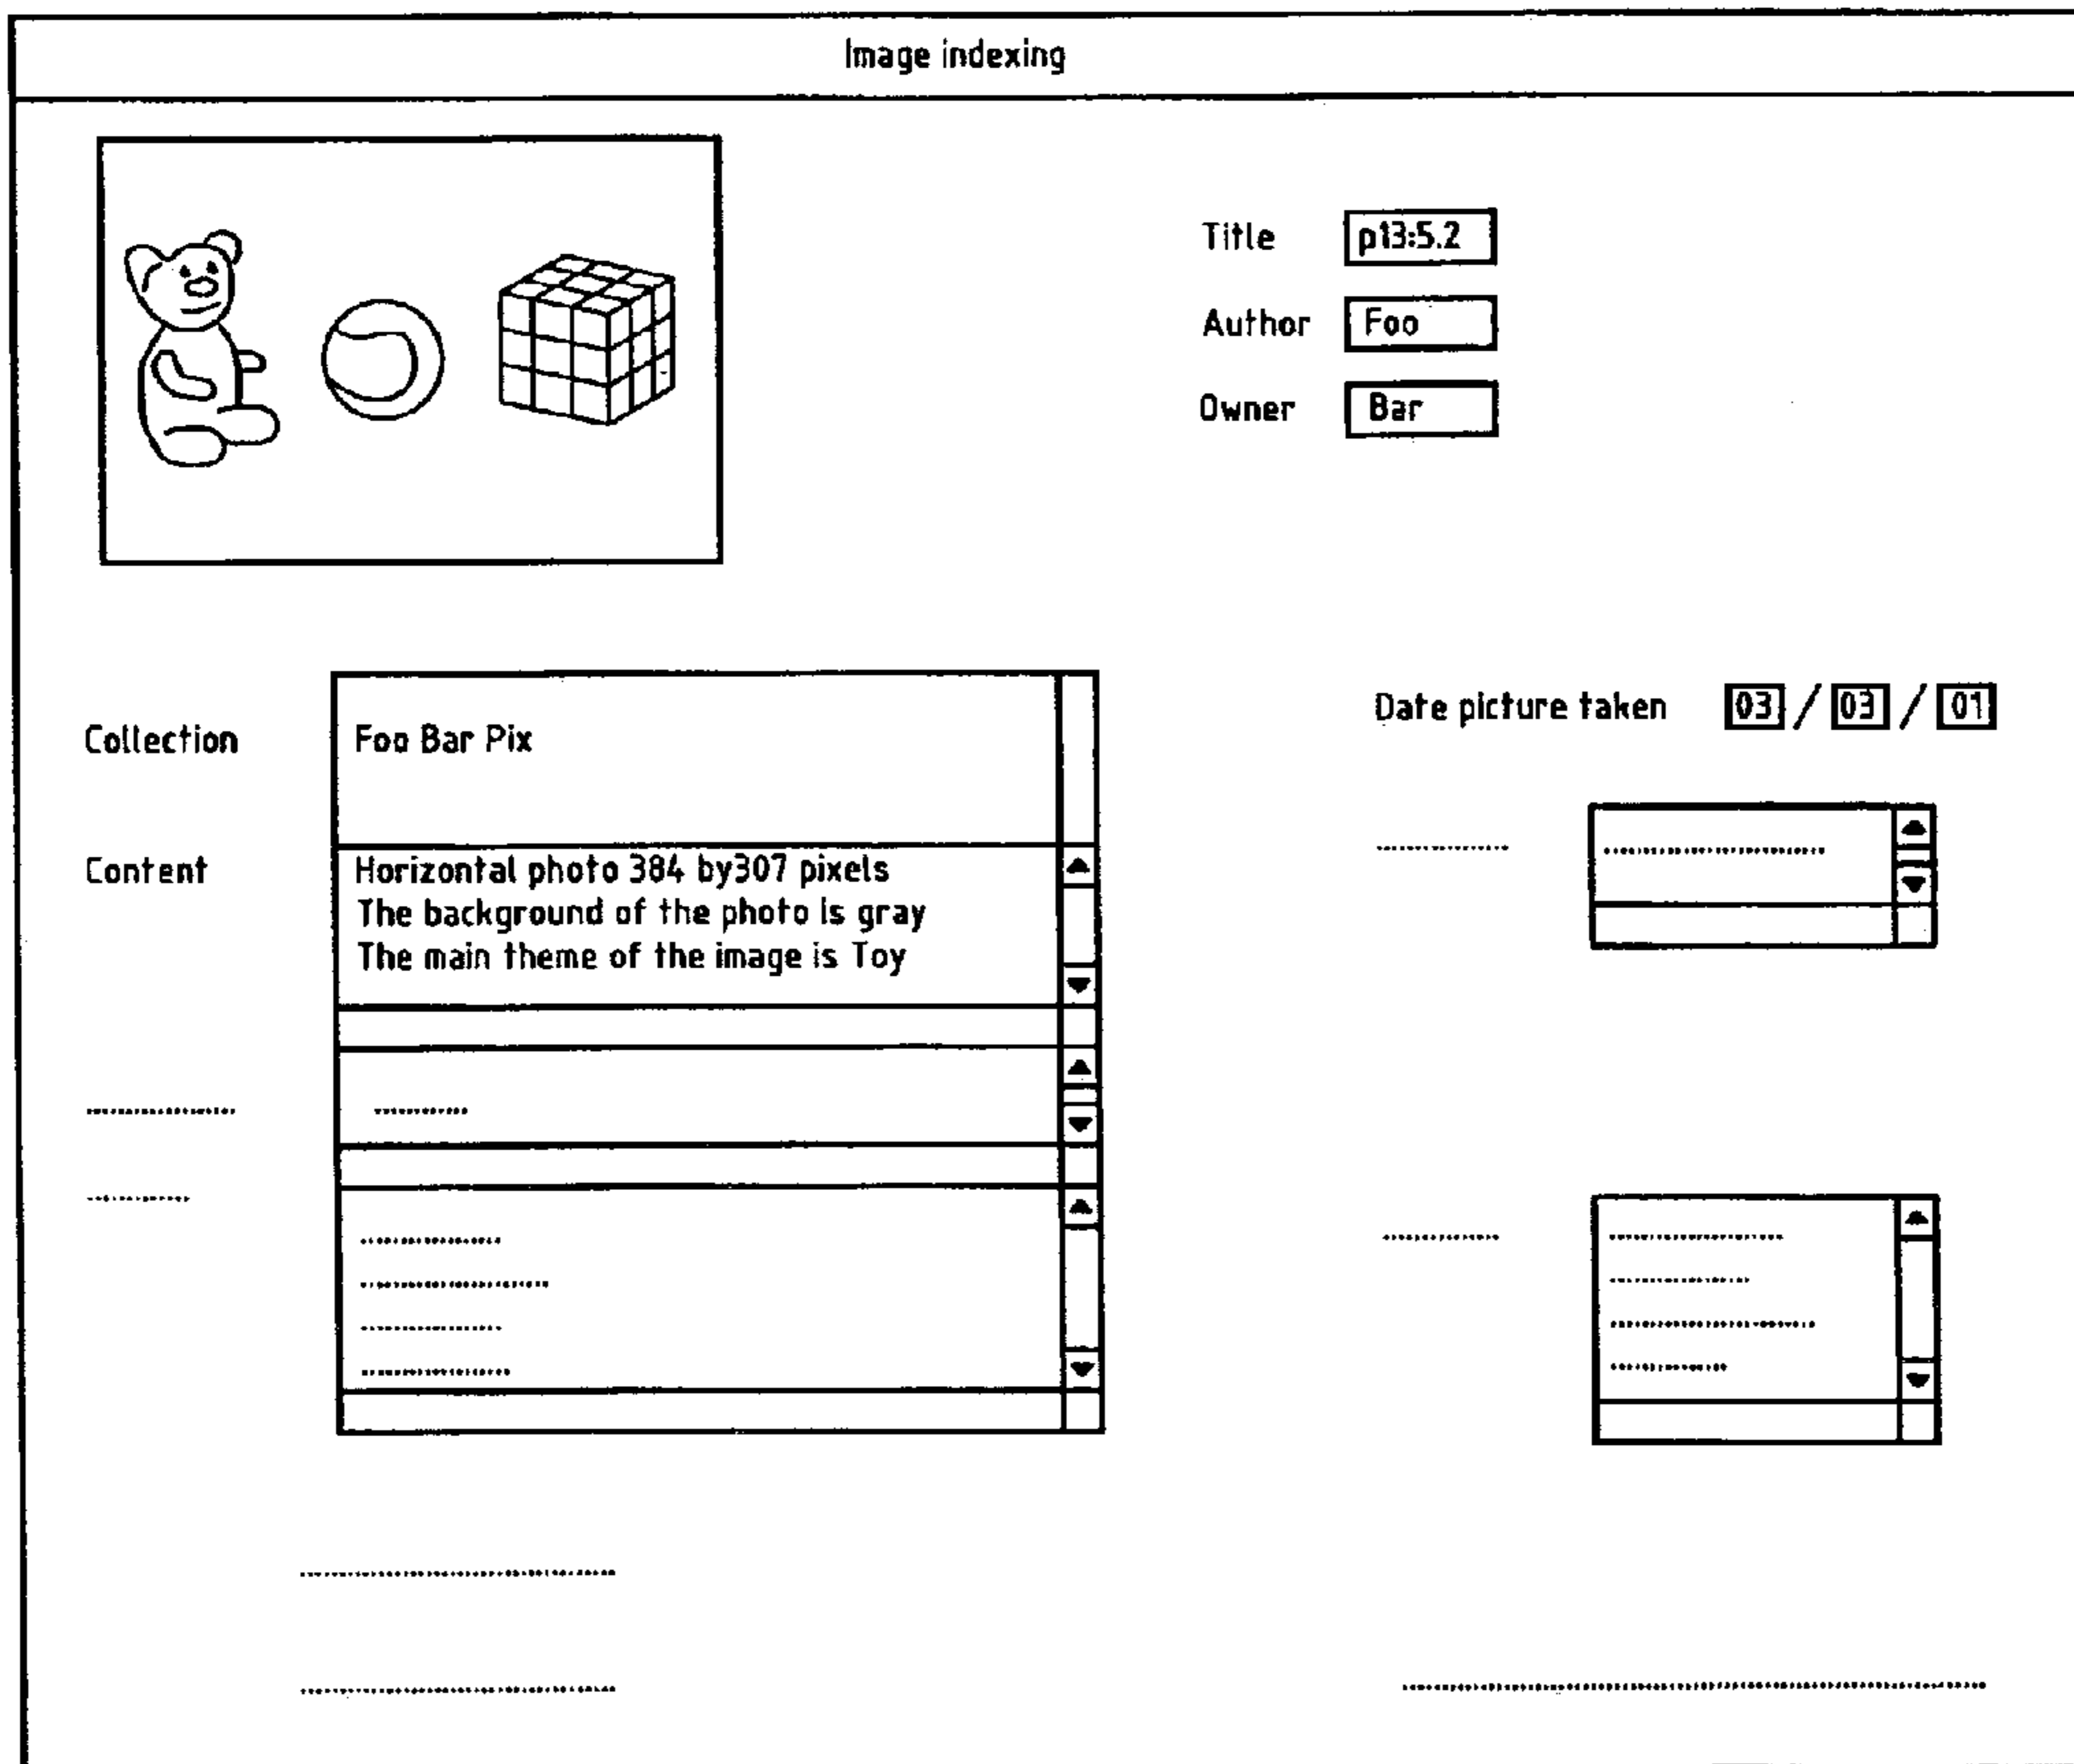 Image indexing
Title p13:5.2
Author Foo
Owner Bar
Collection Foo Bar Pix
Date picture taken 03 / 03 / 01
Content Horizontal photo 384 by307 pixels
The background of the photo is gray
The main theme of the image is Toy